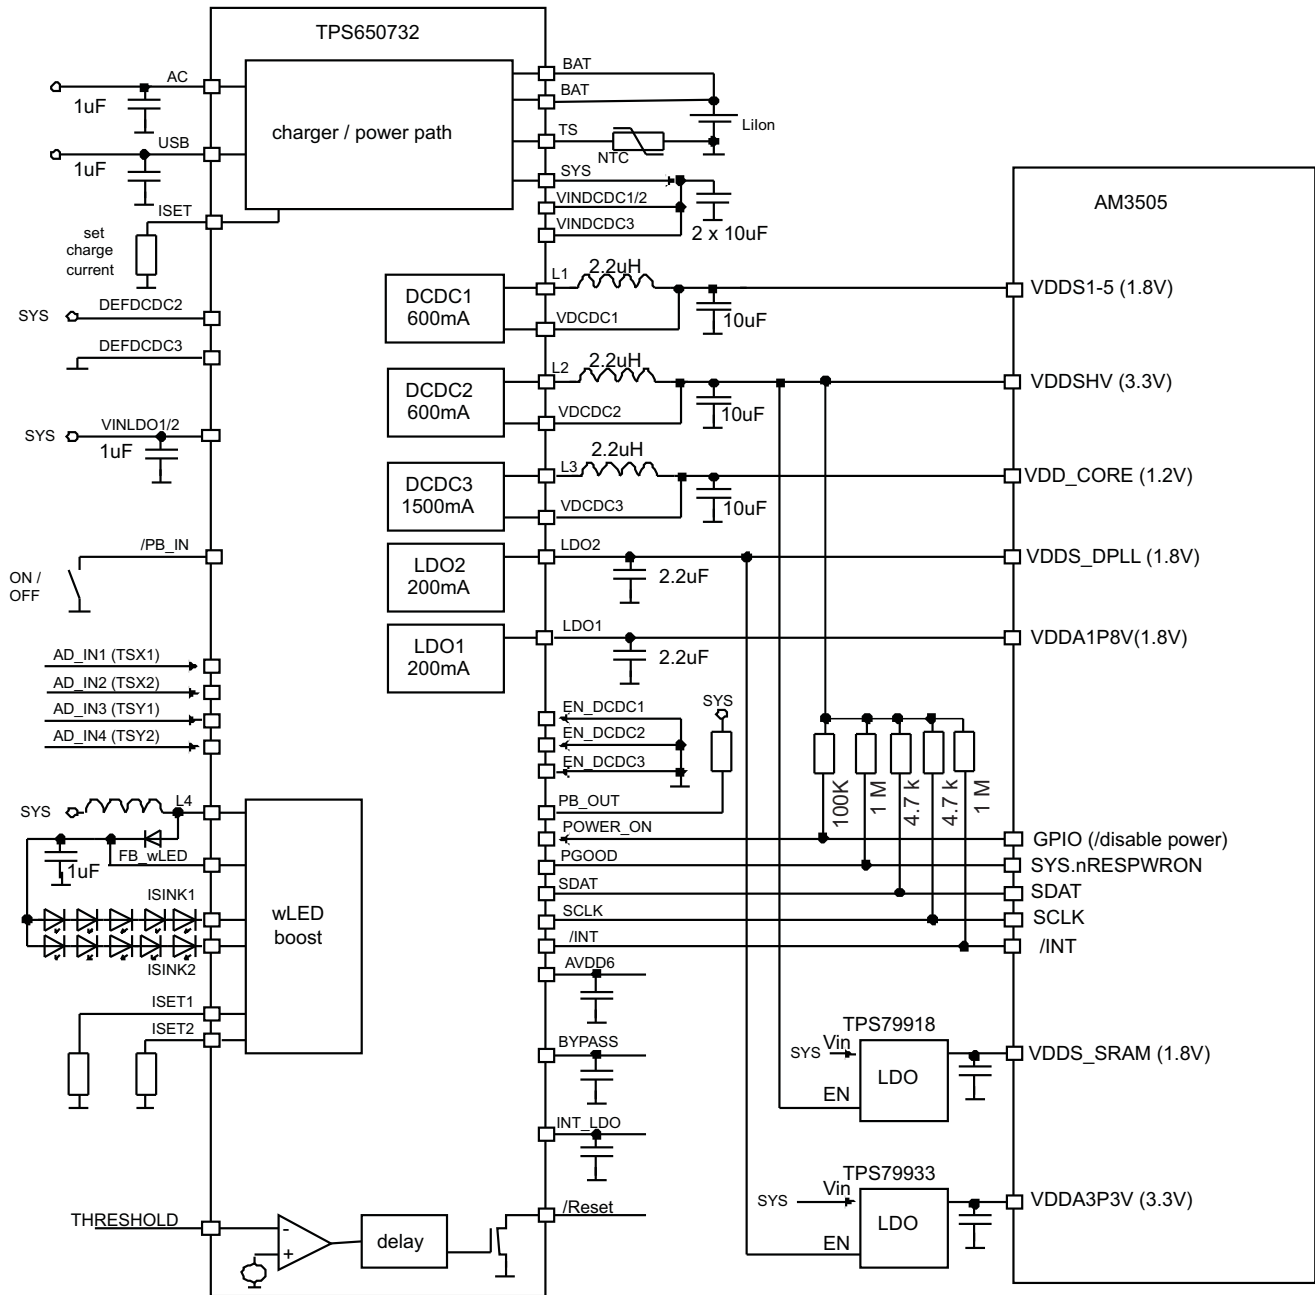 TPS650732
AC
1uF
USB
1uF
ISET
set
charge
current
charger / power path
BAT
BAT
TS
NTC
LiIon
SYS
VINDCDC1/2
VINDCDC3
2 x 10uF
AM3505
SYS
DEFDCDC2
DEFDCDC3
SYS
VINLDO1/2
1uF
/PB_IN
ON /
OFF
DCDC1
600mA
L1
2.2uH
VDCDC1
10uF
VDDS1-5 (1.8V)
DCDC2
600mA
L2
2.2uH
VDCDC2
10uF
VDDSHV (3.3V)
DCDC3
1500mA
L3
2.2uH
VDCDC3
10uF
VDD_CORE (1.2V)
LDO2
200mA
LDO2
2.2uF
VDDS_DPLL (1.8V)
LDO1
200mA
LDO1
2.2uF
VDDA1P8V(1.8V)
AD_IN1 (TSX1)
AD_IN2 (TSX2)
AD_IN3 (TSY1)
AD_IN4 (TSY2)
EN_DCDC1
EN_DCDC2
EN_DCDC3
SYS
PB_OUT
POWER_ON
PGOOD
SDAT
SCLK
/INT
100K
1 M
4.7 k
4.7 k
1 M
GPIO (/disable power)
SYS.nRESPWRON
SDAT
SCLK
/INT
SYS
L4
1uF
FB_wLED
ISINK1
ISINK2
ISET1
ISET2
wLED
boost
AVDD6
BYPASS
INT_LDO
TPS79918
SYS
Vin
LDO
EN
VDDS_SRAM (1.8V)
TPS79933
SYS
Vin
LDO
EN
VDDA3P3V (3.3V)
THRESHOLD
-
+
delay
/Reset